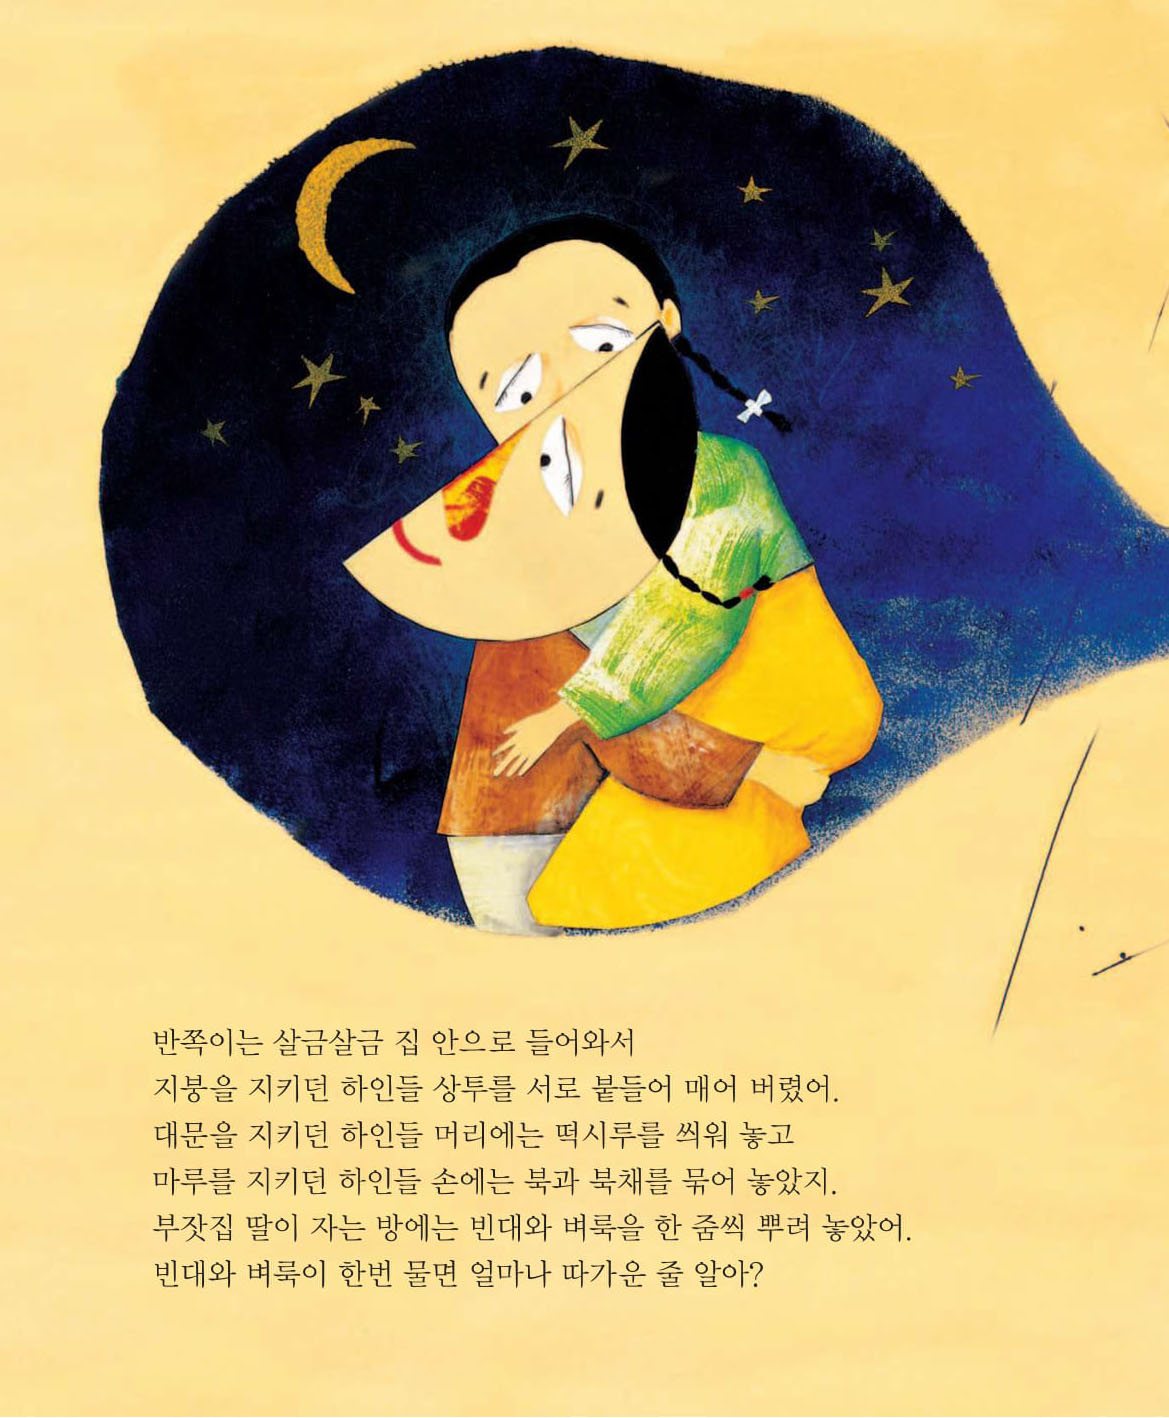 반쪽이는 살금살금 집 안으로 들어와서
지붕을 지키던 하인들 상투를 서로 붙들어 매어 버렸어.
대문을 지키던 하인들 머리에는 떡시루를 씌워 놓고
마루를 지키던 하인들 손에는 북과 북채를 묶어 놓았지.
부잣집 딸이 자는 방에는 빈대와 벼룩을 한 줌씩 뿌려 놓았어.
빈대와 벼룩이 한번 물면 얼마나 따가운 줄 알아?